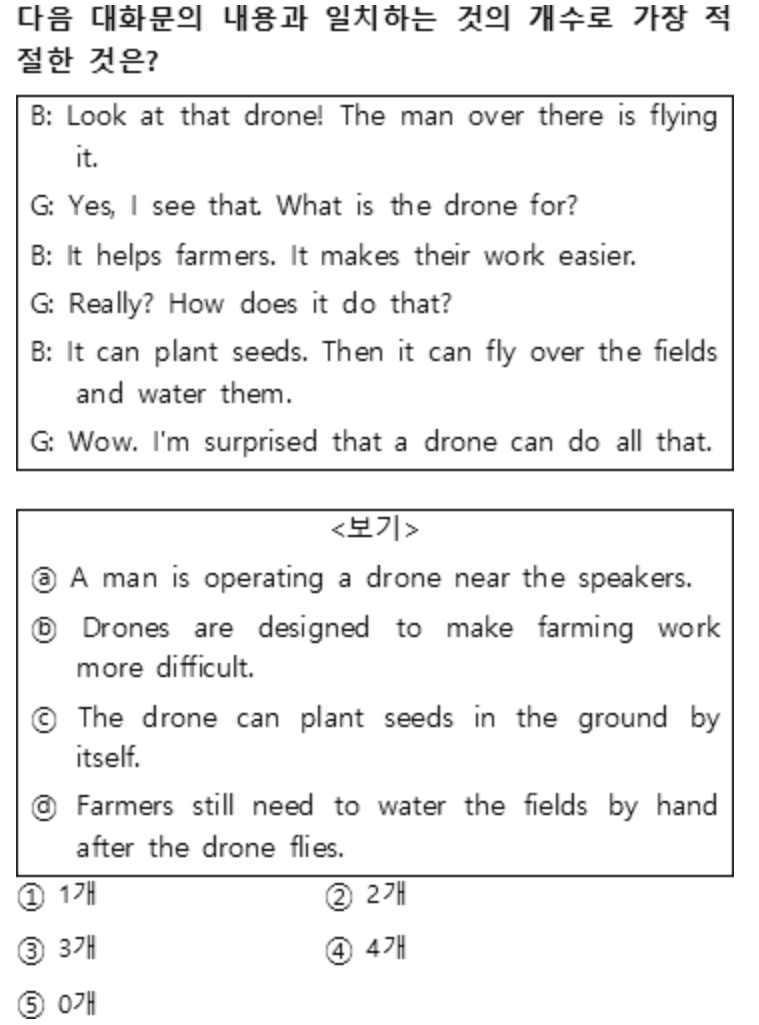 다음 대화문의 내용과 일치하는 것의 개수로 가장 적
절한 것은?
B: Look at that drone! The man over there is flying
it.
G: Yes, I see that. What is the drone for?
B: It helps farmers. It makes their work easier.
G: Really? How does it do that?
B: It can plant seeds. Then it can fly over the fields
and water them.
G: Wow. I'm surprised that a drone can do all that.
<보기>
ⓐ A man is operating a drone near the speakers.
ⓑ Drones are designed to make farming work
more difficult.
ⓒ The drone can plant seeds in the ground by
itself.
ⓓ Farmers still need to water the fields by hand
after the drone flies.
① 1개 ② 2개
③ 3개 ④ 4개
⑤ 0개